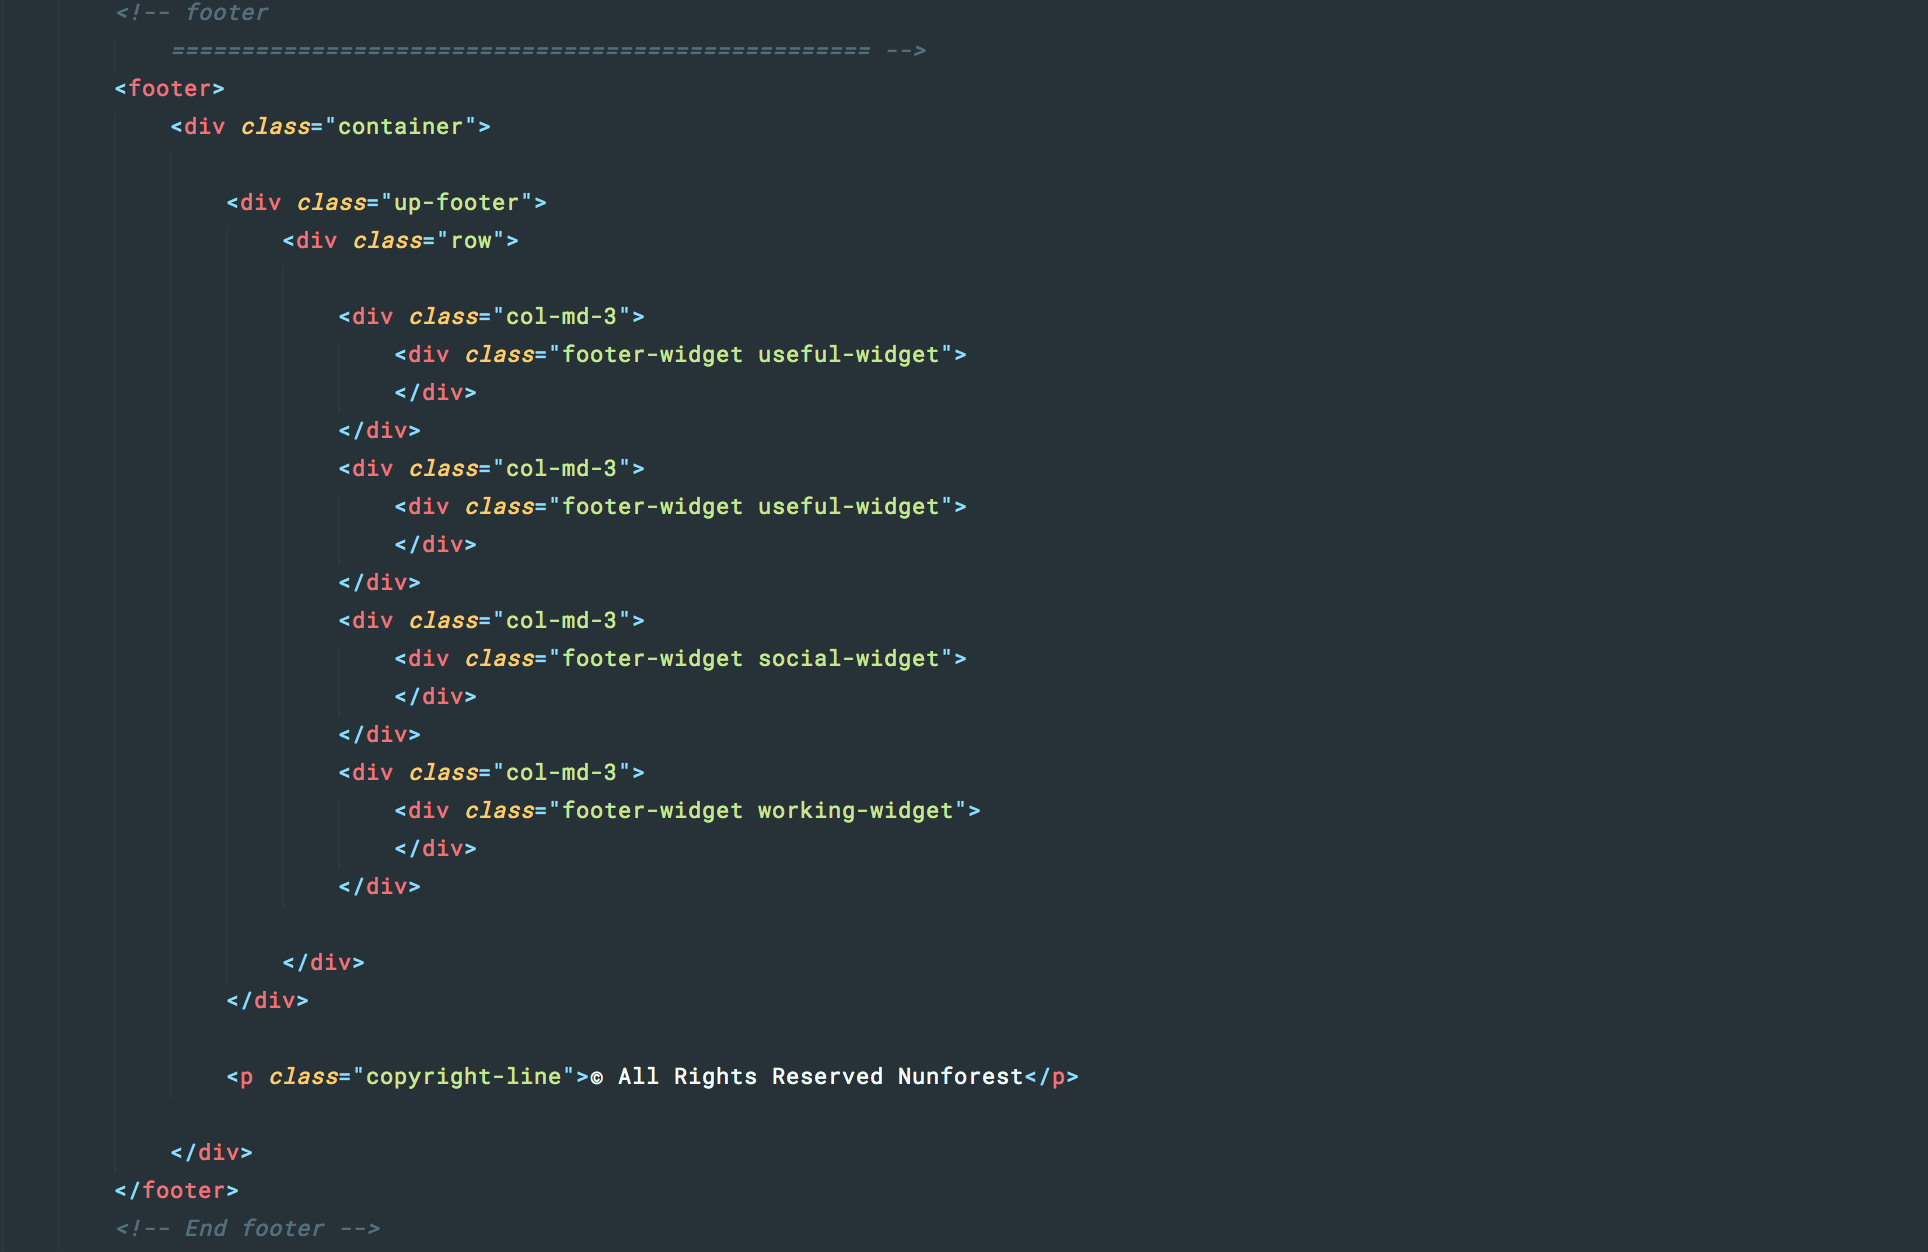 <!-- footer
================================================== -->
<footer>
<div class="container">
<div class="up-footer">
<div class="row">
<div class="col-md-3">
<div class="footer-widget useful-widget">
</div>
</div>
<div class="col-md-3">
<div class="footer-widget useful-widget">
</div>
</div>
<div class="col-md-3">
<div class="footer-widget social-widget">
</div>
</div>
<div class="col-md-3">
<div class="footer-widget working-widget">
</div>
</div>
</div>
</div>
<p class="copyright-line">© All Rights Reserved Nunforest</p>
</div>
</footer>
<!-- End footer -->